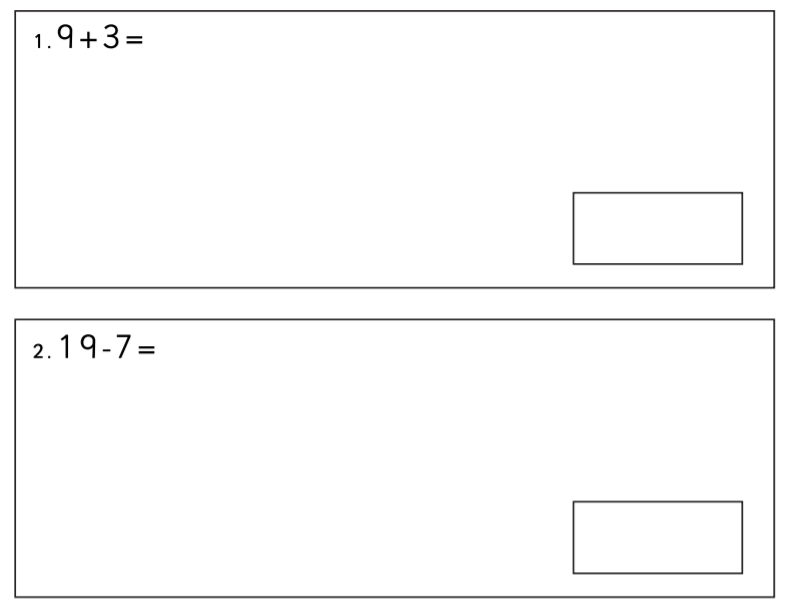 1. 9+3=
2. 19-7=